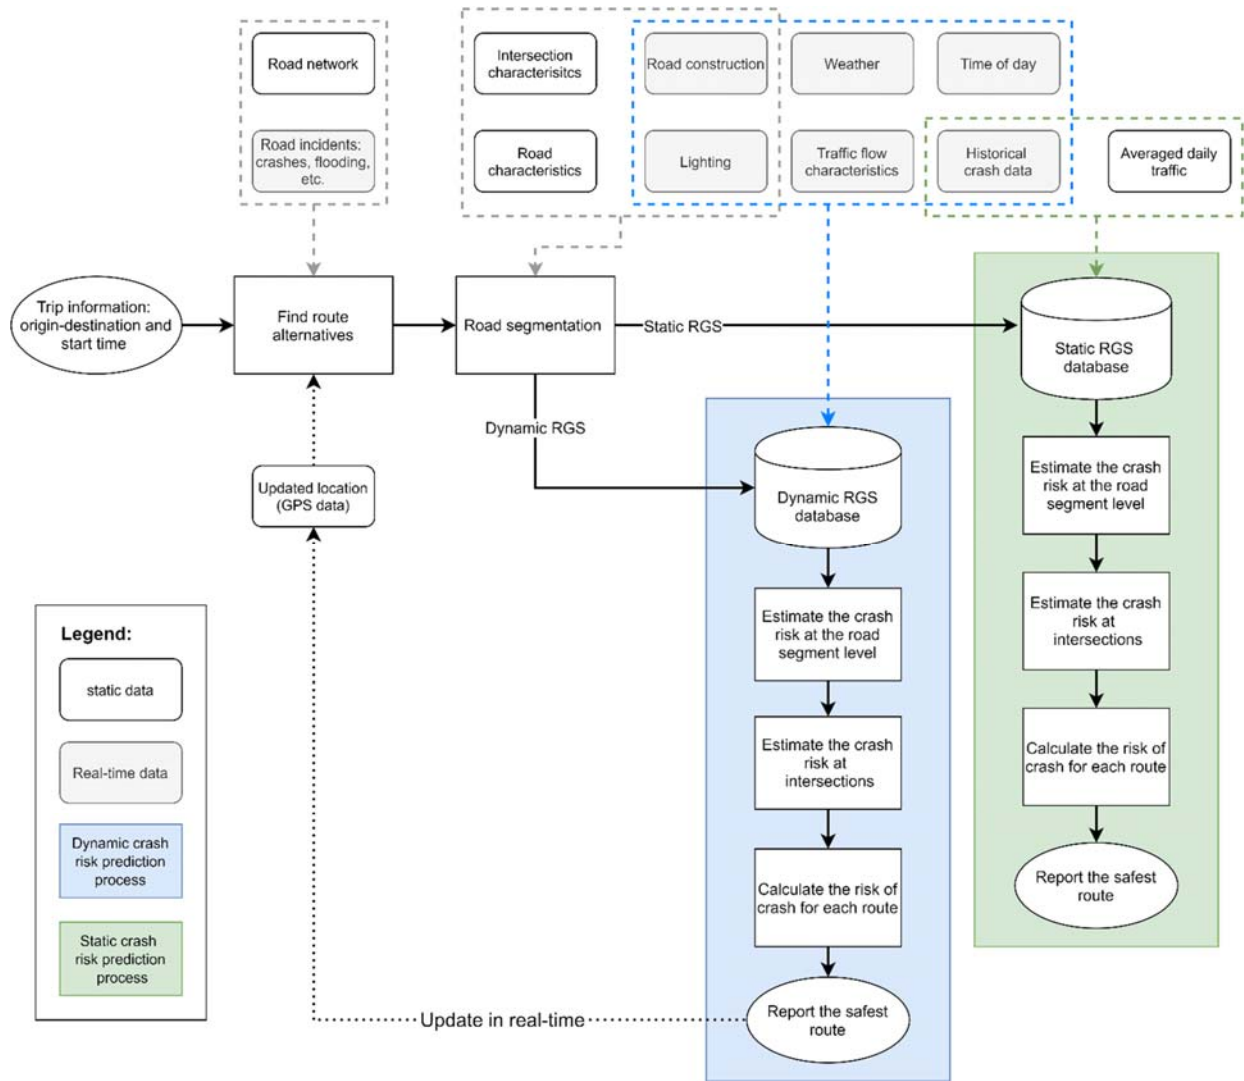 Road network
Road incidents:
crashes, flooding,
etc.
Intersection
characterisitcs
Road
characteristics
Road construction
Lighting
Weather
Traffic flow
characteristics
Time of day
Historical
crash data
Averaged daily
traffic
Trip information:
origin-destination and
start time
Find route
alternatives
Road segmentation
Static RGS
Static RGS
database
Dynamic RGS
Dynamic RGS
database
Updated location
(GPS data)
Estimate the crash
risk at the road
segment level
Estimate the crash
risk at
intersections
Calculate the risk of
crash for each route
Report the safest
route
Estimate the crash
risk at the road
segment level
Estimate the crash
risk at
intersections
Calculate the risk of
crash for each route
Report the safest
route
Update in real-time
Legend:
static data
Real-time data
Dynamic crash
risk prediction
process
Static crash
risk prediction
process